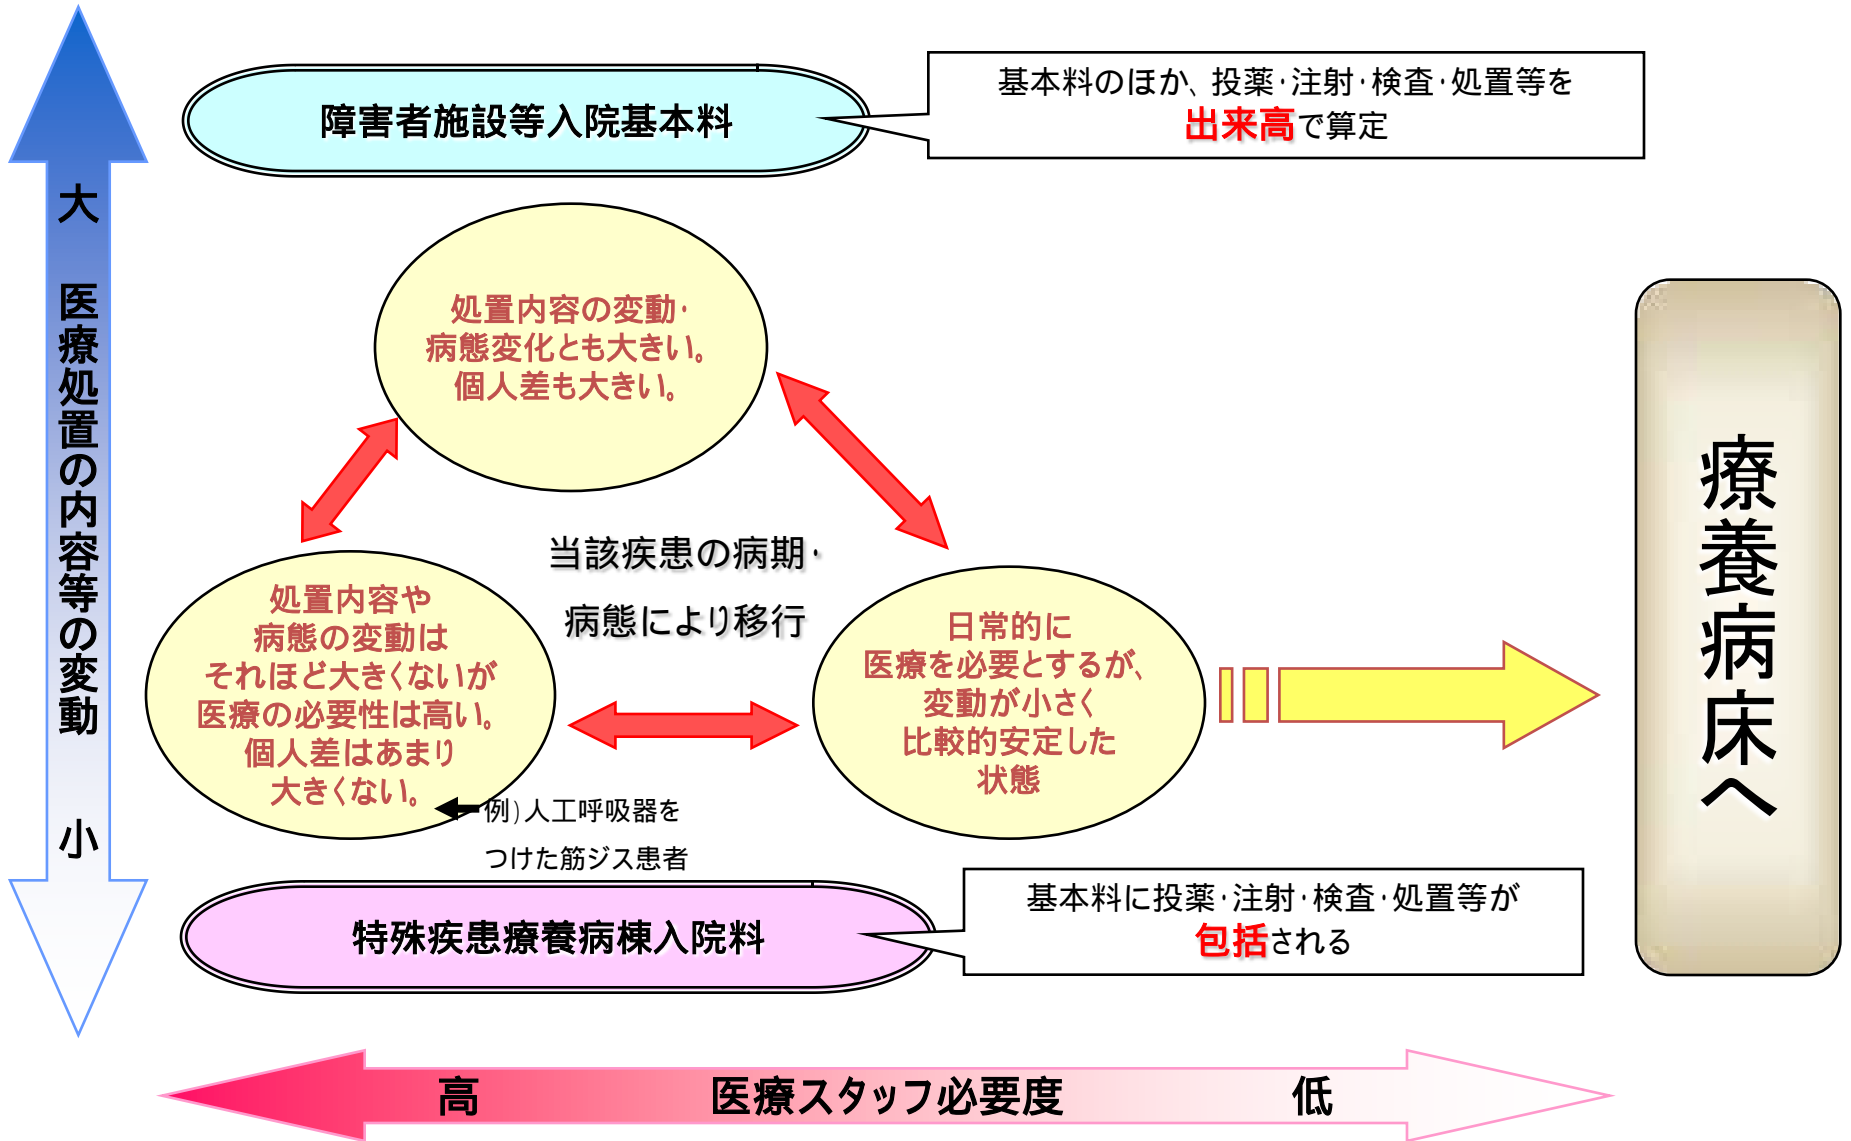 障害者施設等入院基本料
基本料のほか、投薬・注射・検査・処置等を
出来高で算定
大 医療処置の内容等の変動 小
処置内容の変動・
病態変化とも大きい。
個人差も大きい。
当該疾患の病期・
病態により移行
処置内容や
病態の変動は
それほど大きくないが
医療の必要性は高い。
個人差はあまり
大きくない。
日常的に
医療を必要とするが、
変動が小さく
比較的安定した
状態
療養病床へ
例)人工呼吸器を
つけた筋ジス患者
特殊疾患療養病棟入院料
基本料に投薬・注射・検査・処置等が
包括される
高 医療スタッフ必要度 低